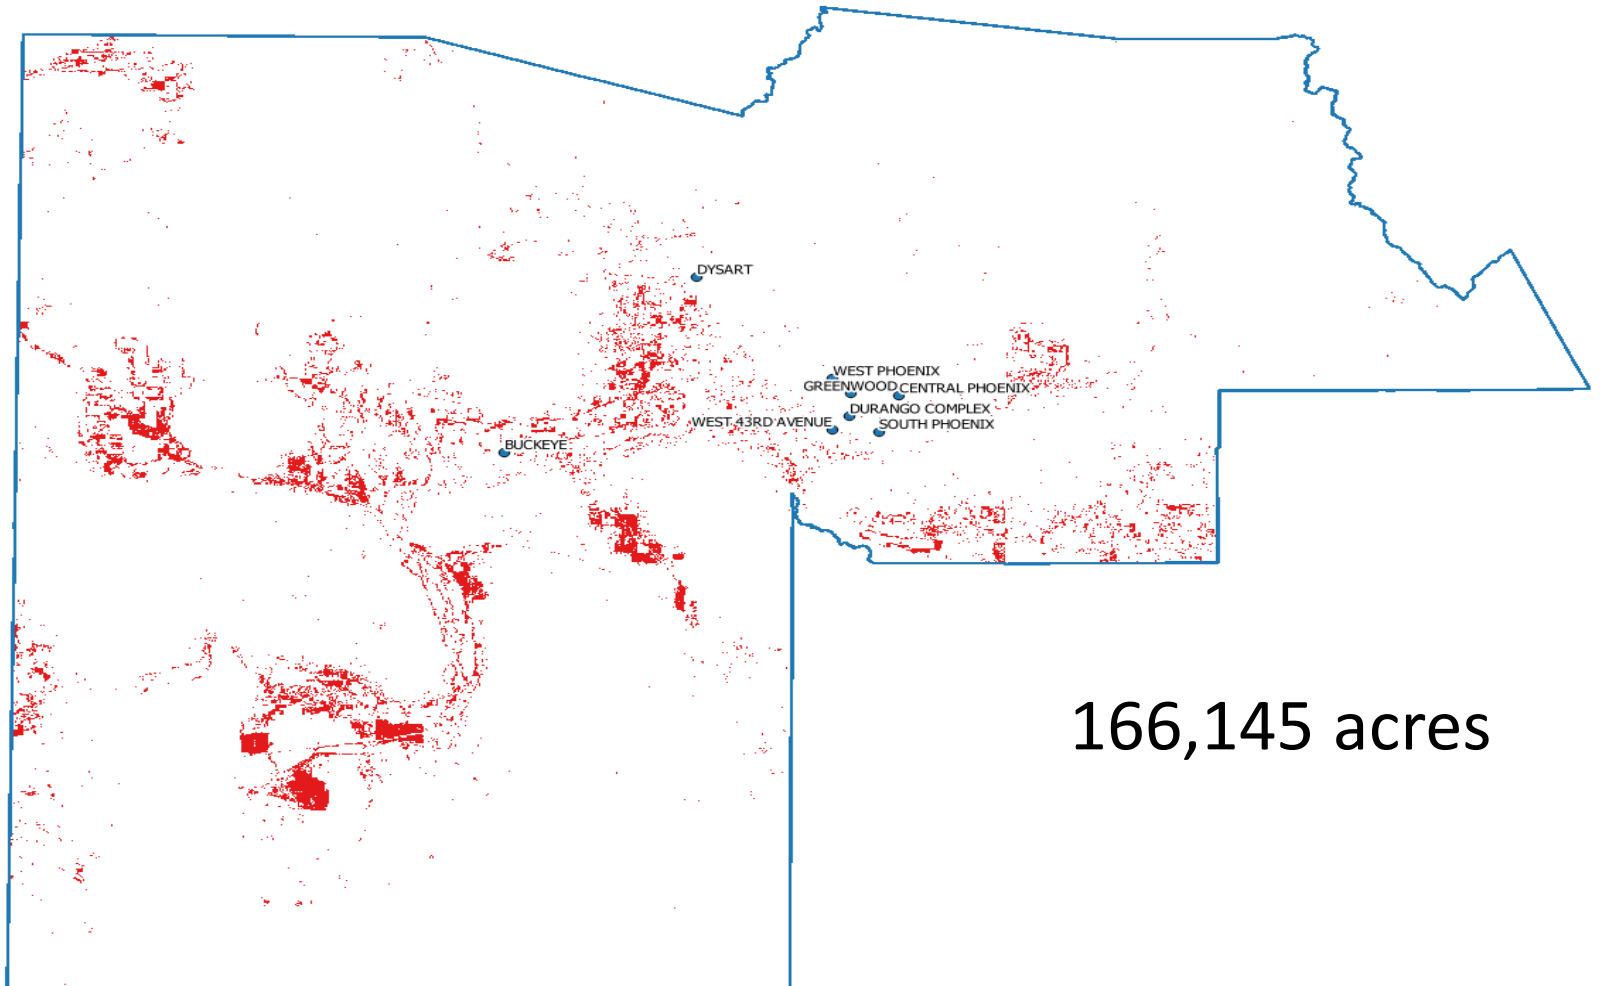 DYSART
WEST PHOENIX
GREENWOOD
CENTRAL PHOENIX
DURANGO COMPLEX
WEST 43RD AVENUE
SOUTH PHOENIX
BUCKEYE
166,145 acres